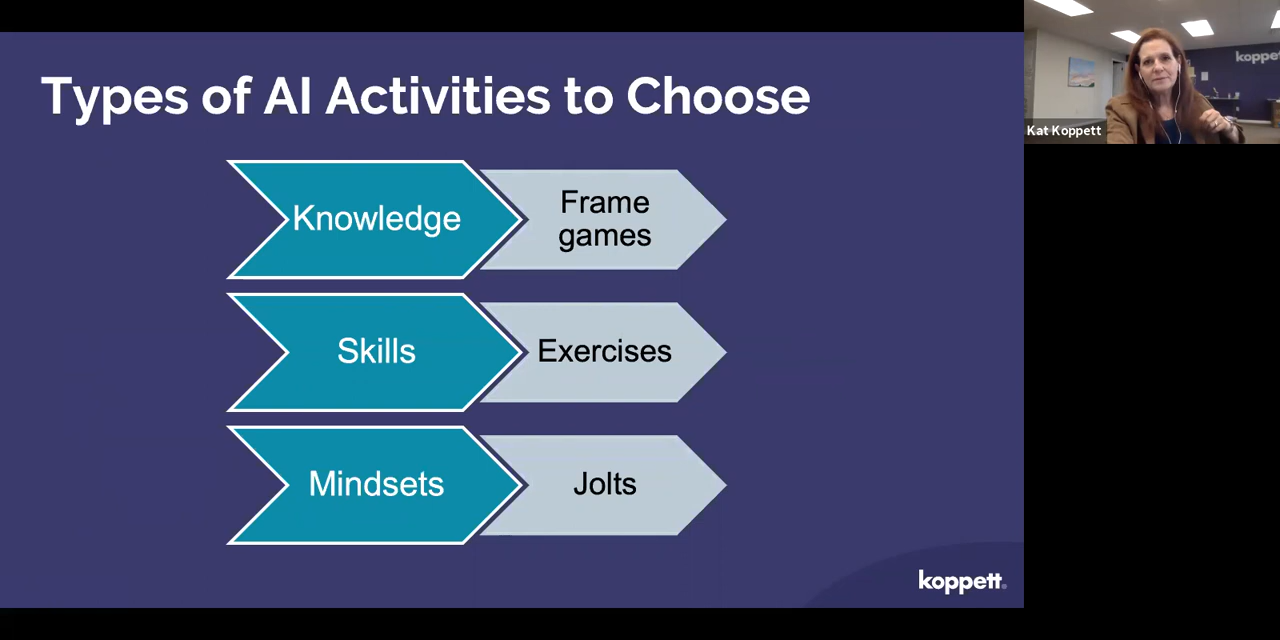 Types of AI Activities to Choose
Knowledge
Frame
games
Skills
Exercises
Mindsets
Jolts
koppett
Kat Koppett